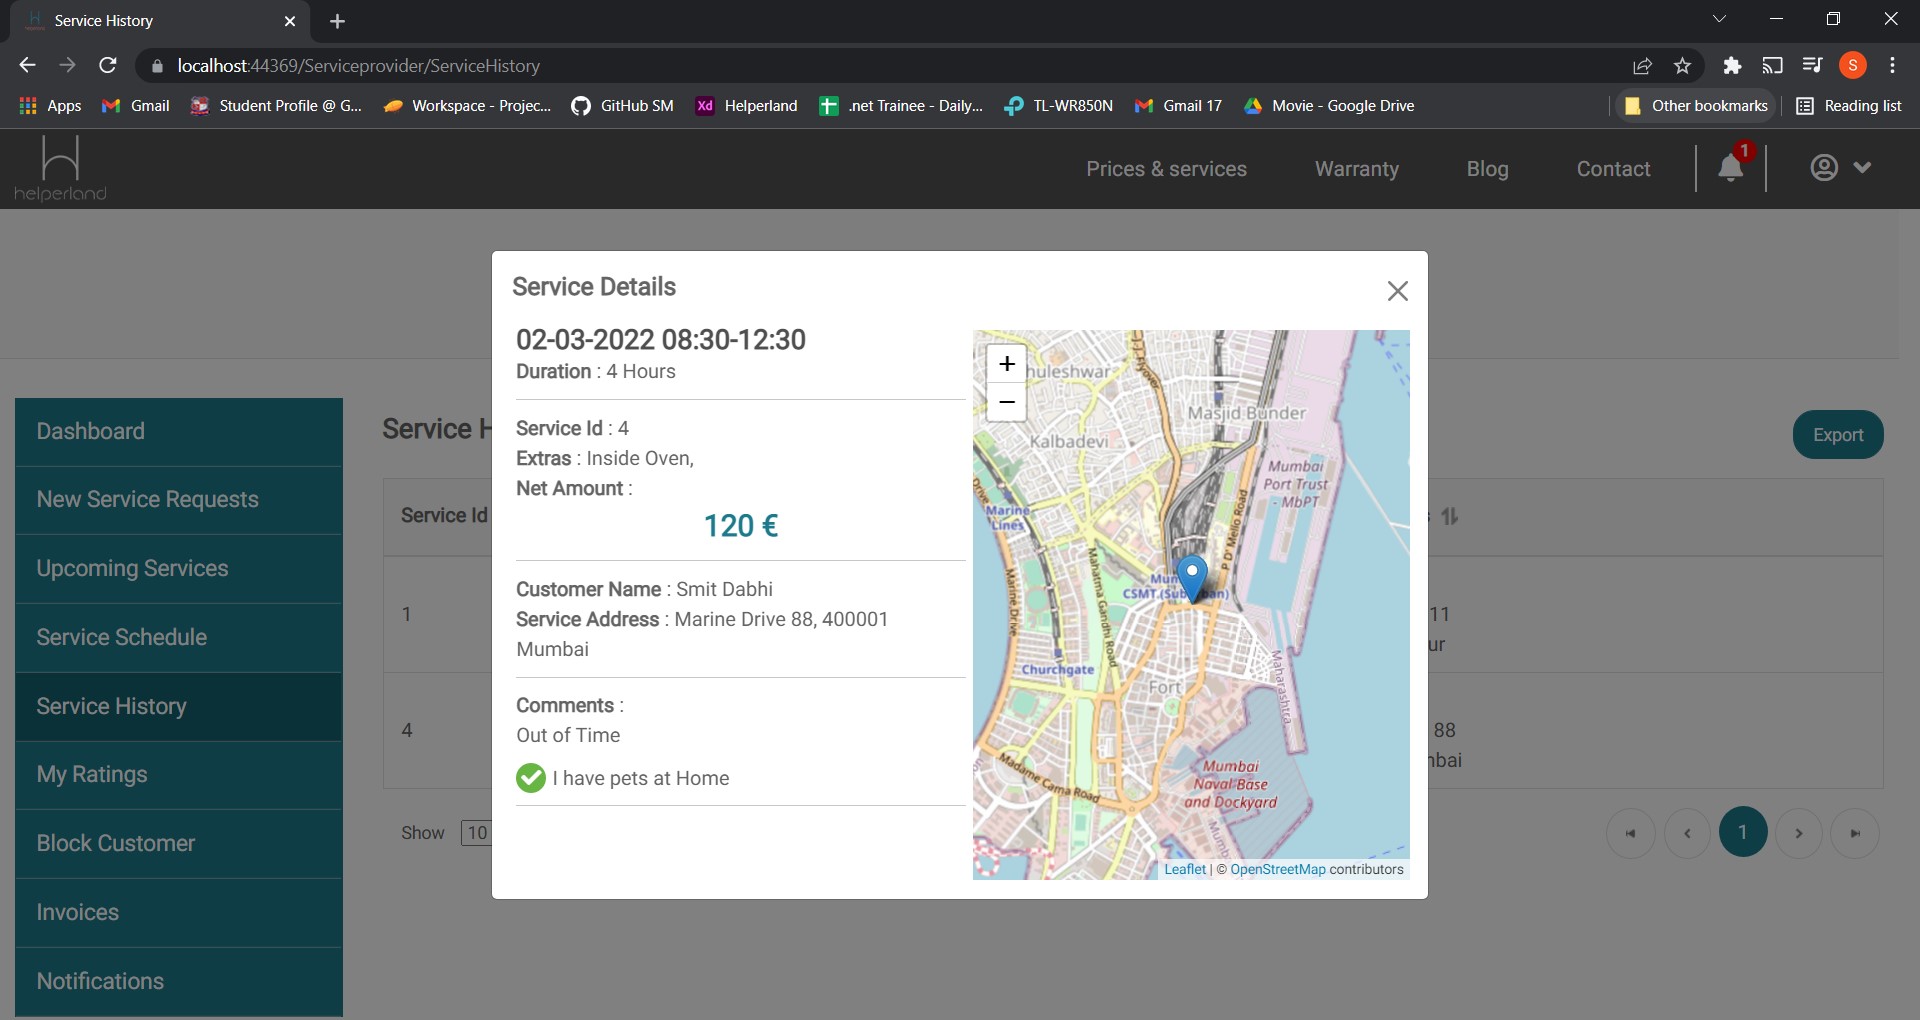 Service History
localhost:44369/Serviceprovider/ServiceHistory
S
Apps
Gmail
Student Profile @ G...
Workspace - Projec...
GitHub SM
Xd Helperland
.net Trainee - Daily...
TL-WR850N
Gmail 17
Movie - Google Drive
Other bookmarks
Reading list
helperland
Prices & services
Warranty
Blog
Contact
1
Dashboard
New Service Requests
Upcoming Services
Service Schedule
Service History
My Ratings
Block Customer
Invoices
Notifications
Service H
Export
Service Id
1
11
ur
4
88
nbai
Show 10
1
Service Details
02-03-2022 08:30-12:30
Duration : 4 Hours
Service Id : 4
Extras : Inside Oven,
Net Amount :
120 €
Customer Name : Smit Dabhi
Service Address : Marine Drive 88, 400001
Mumbai
Comments :
Out of Time
I have pets at Home
+
−
huleshwar
J.J. Flyover
Masjid Bunder
Kalbadevi
Mumbai
Port Trust
- MbPT
Drive
Marine
Lines
P D' Mello Road
Mahatma Gandhi Road
Marine Drive
Mum
CSMT (Suburban)
Churchgate
Fort
Maharashtra
Madame Cama Road
Mumbai
Naval Base
and Dockyard
Leaflet | © OpenStreetMap contributors